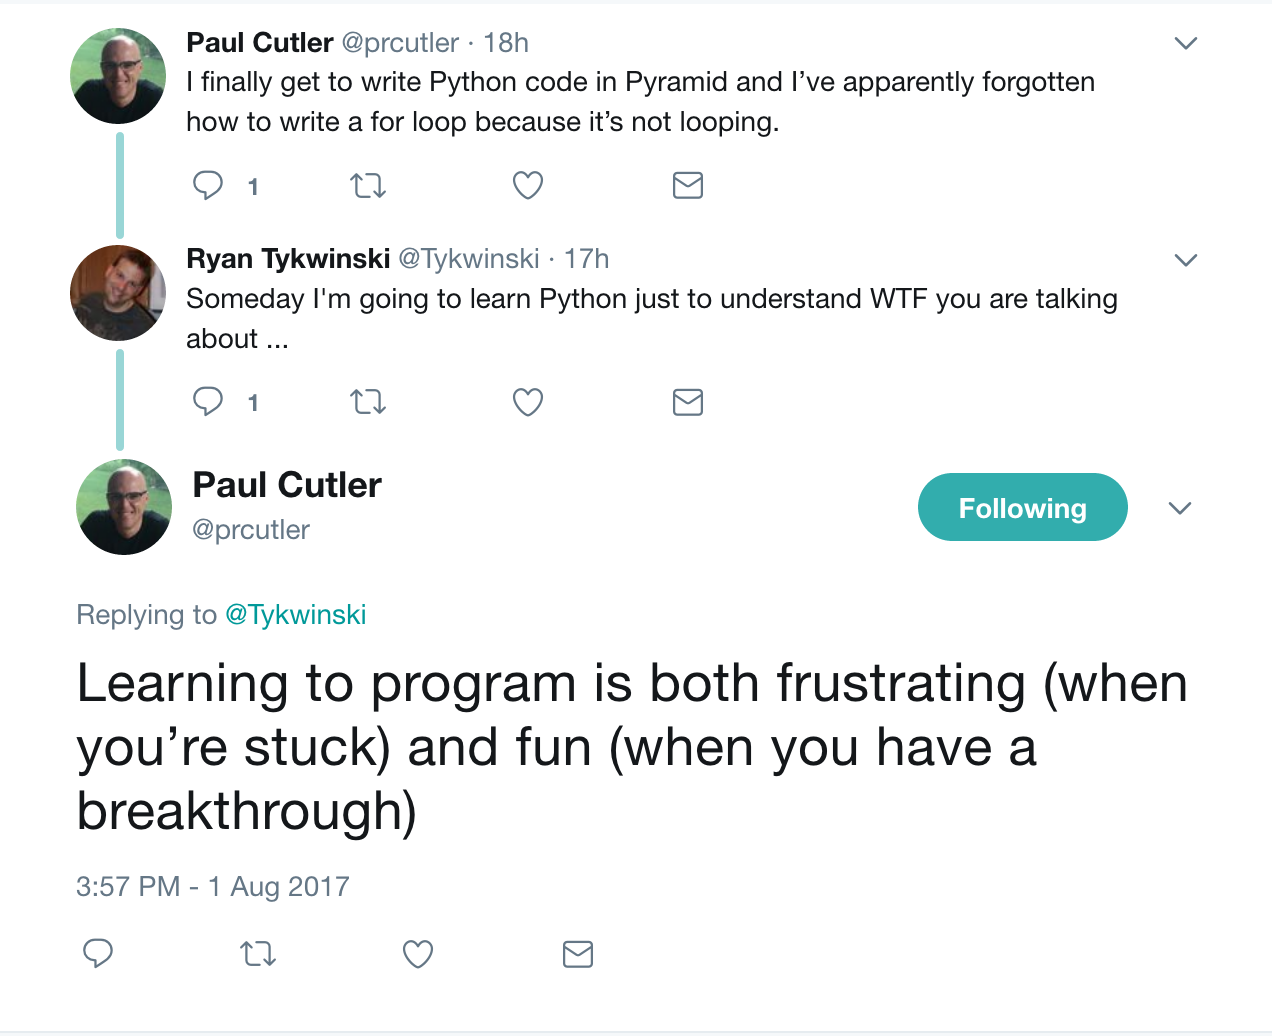 Paul Cutler @prcutler · 18h
I finally get to write Python code in Pyramid and I’ve apparently forgotten
how to write a for loop because it’s not looping.
1
Ryan Tykwinski @Tykwinski · 17h
Someday I'm going to learn Python just to understand WTF you are talking
about ...
1
Paul Cutler
@prcutler
Following
Replying to @Tykwinski
Learning to program is both frustrating (when
you’re stuck) and fun (when you have a
breakthrough)
3:57 PM - 1 Aug 2017